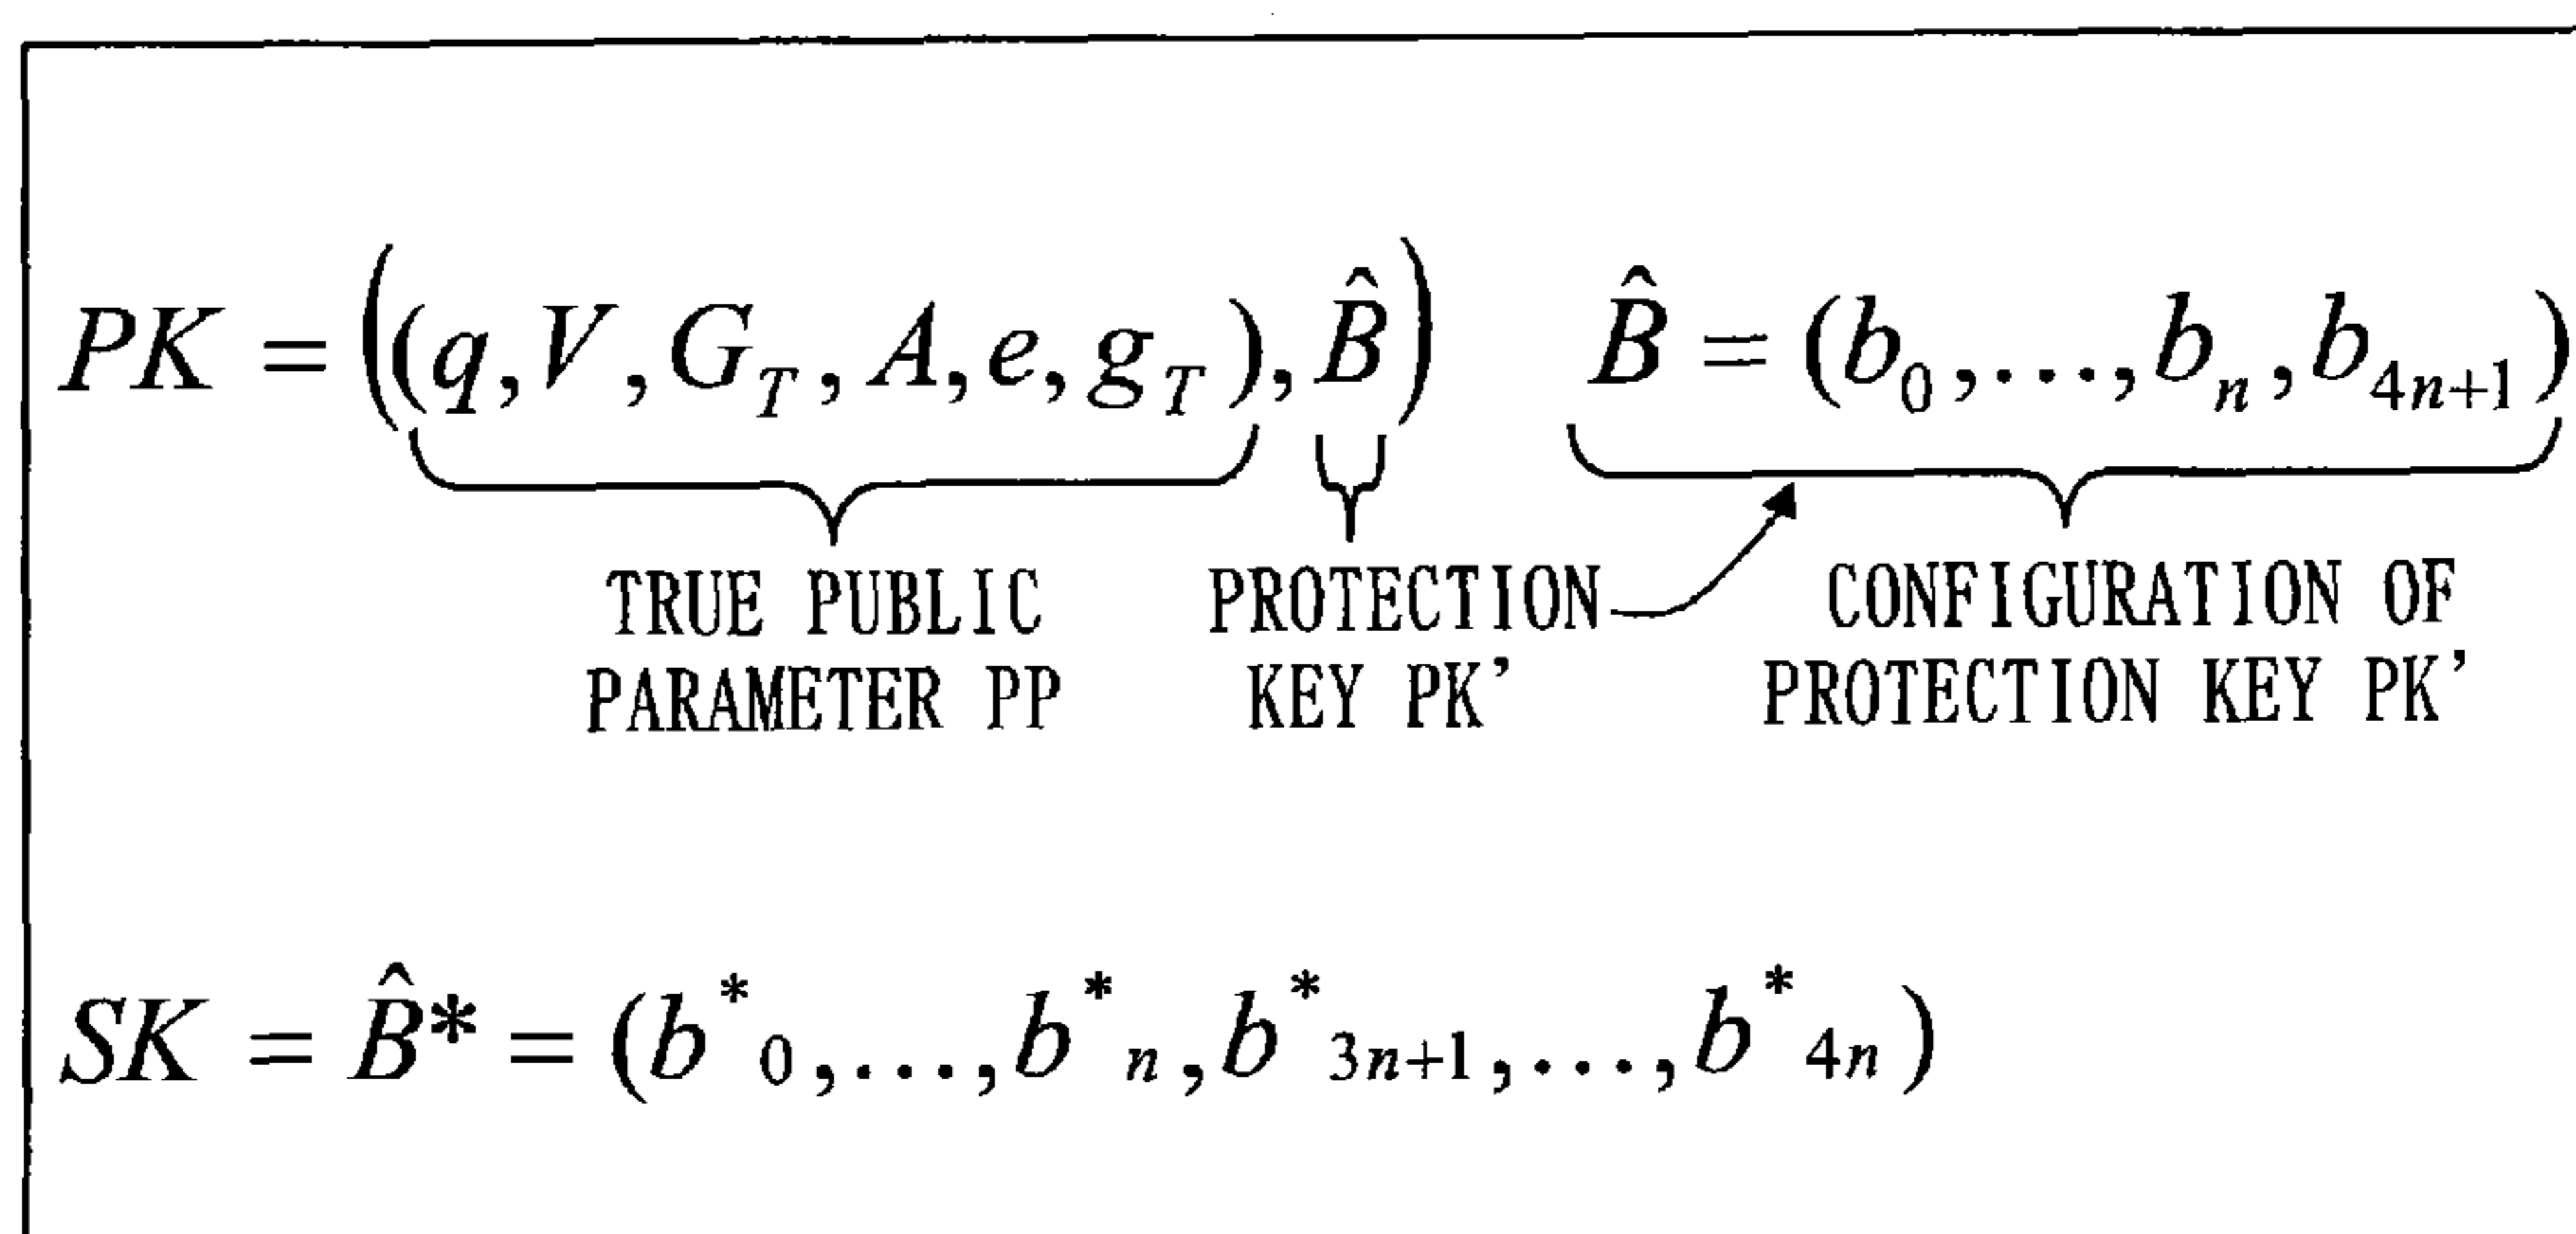 PK = ((q, V, G_T, A, e, g_T), B̂)   B̂ = (b_0, ..., b_n, b_{4n+1})
TRUE PUBLIC PARAMETER PP
PROTECTION KEY PK’
CONFIGURATION OF PROTECTION KEY PK’
SK = B̂* = (b*_0, ..., b*_n, b*_{3n+1}, ..., b*_{4n})